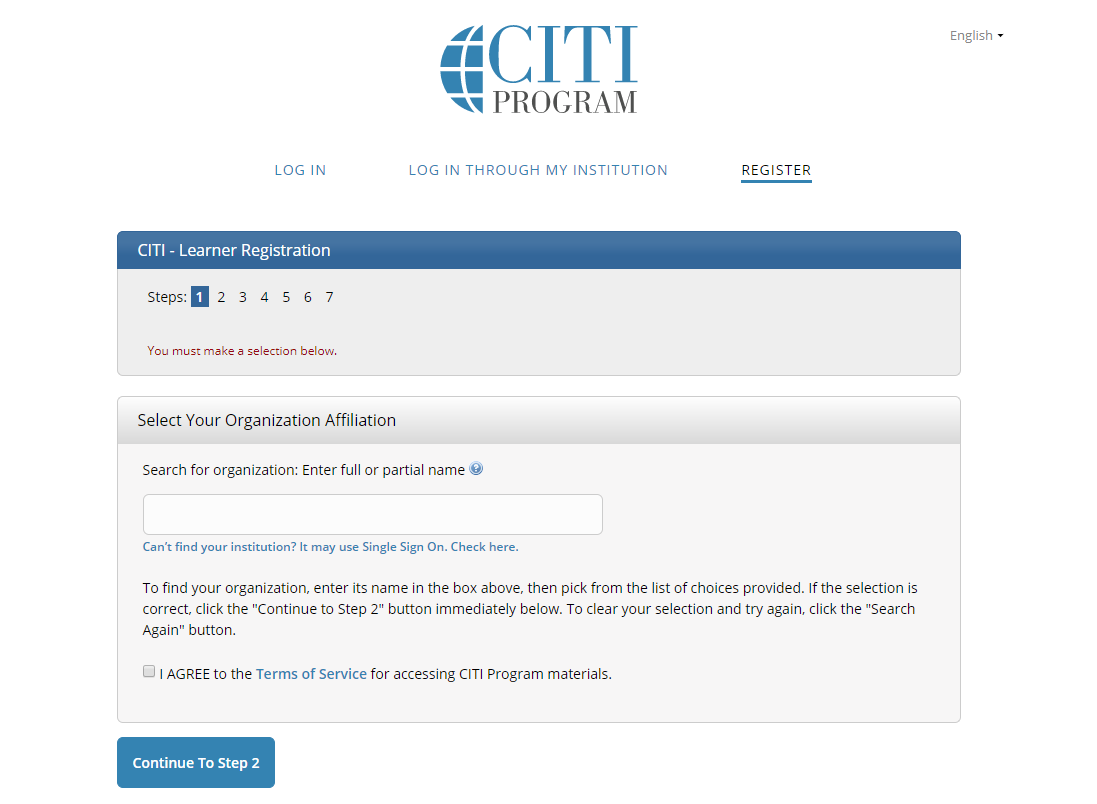 CITI
PROGRAM
English
LOG IN
LOG IN THROUGH MY INSTITUTION
REGISTER
CITI - Learner Registration
Steps: 1 2 3 4 5 6 7
You must make a selection below.
Select Your Organization Affiliation
Search for organization: Enter full or partial name ?
Can't find your institution? It may use Single Sign On. Check here.
To find your organization, enter its name in the box above, then pick from the list of choices provided. If the selection is
correct, click the "Continue to Step 2" button immediately below. To clear your selection and try again, click the "Search
Again" button.
I AGREE to the Terms of Service for accessing CITI Program materials.
Continue To Step 2